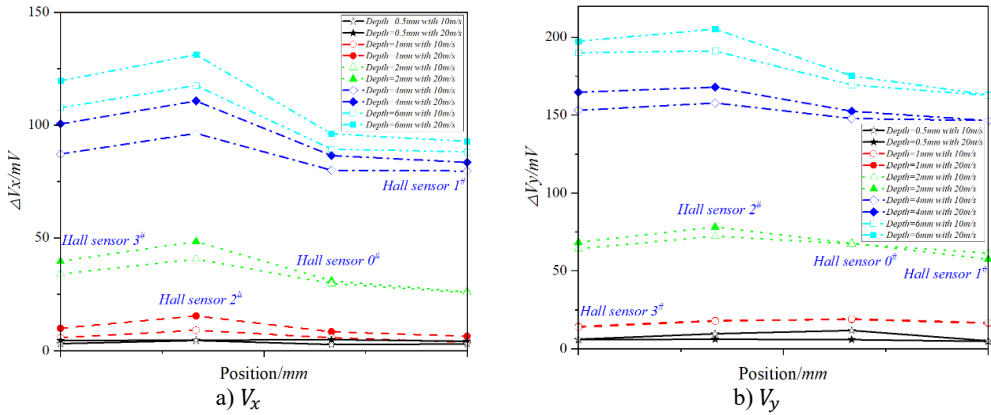 150
100
50
0
ΔVx/mV
Depth=0.5mm with 10m/s
Depth=0.5mm with 20m/s
Depth=1mm with 10m/s
Depth=1mm with 20m/s
Depth=2mm with 10m/s
Depth=2mm with 20m/s
Depth=4mm with 10m/s
Depth=4mm with 20m/s
Depth=6mm with 10m/s
Depth=6mm with 20m/s
Hall sensor 1#
Hall sensor 3#
Hall sensor 0#
Hall sensor 2#
Position/mm
a) Vx
200
150
100
50
0
ΔVy/mV
Depth=0.5mm with 10m/s
Depth=0.5mm with 20m/s
Depth=1mm with 10m/s
Depth=1mm with 20m/s
Depth=2mm with 10m/s
Depth=2mm with 20m/s
Depth=4mm with 10m/s
Depth=4mm with 20m/s
Depth=6mm with 10m/s
Depth=6mm with 20m/s
Hall sensor 2#
Hall sensor 0#
Hall sensor 1#
Hall sensor 3#
Position/mm
b) Vy